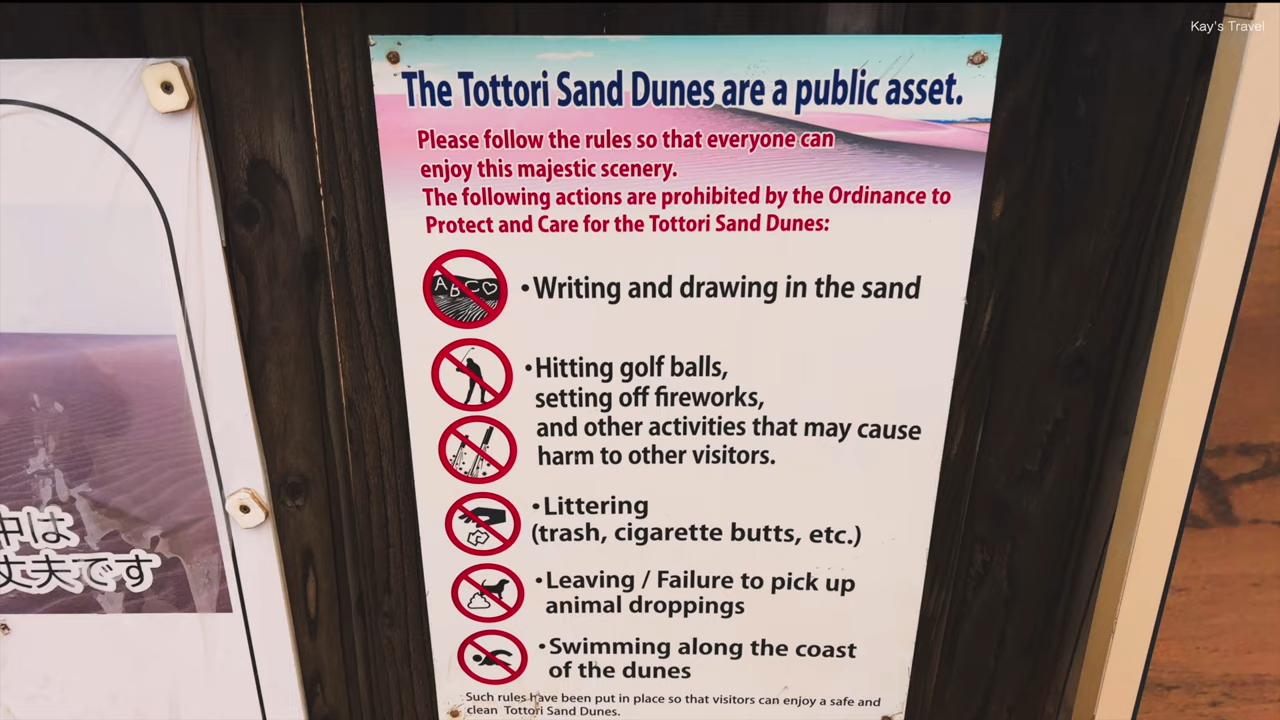 Kay's Travel
The Tottori Sand Dunes are a public asset.
Please follow the rules so that everyone can
enjoy this majestic scenery.
The following actions are prohibited by the Ordinance to
Protect and Care for the Tottori Sand Dunes:
A B C
•Writing and drawing in the sand
•Hitting golf balls,
setting off fireworks,
and other activities that may cause
harm to other visitors.
•Littering
(trash, cigarette butts, etc.)
•Leaving / Failure to pick up
animal droppings
•Swimming along the coast
of the dunes
Such rules have been put in place so that visitors can enjoy a safe and
clean Tottori Sand Dunes.
中は
丈夫です